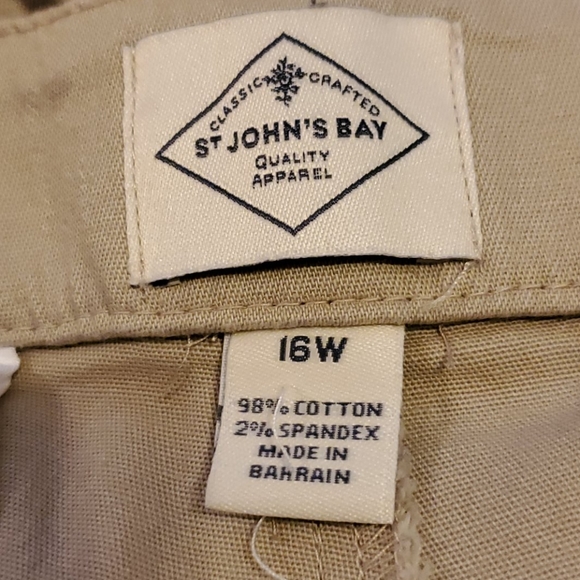 CLASSIC CRAFTED
ST JOHN'S BAY
QUALITY
APPAREL
16W
98% COTTON
2% SPANDEX
MADE IN
BAHRAIN